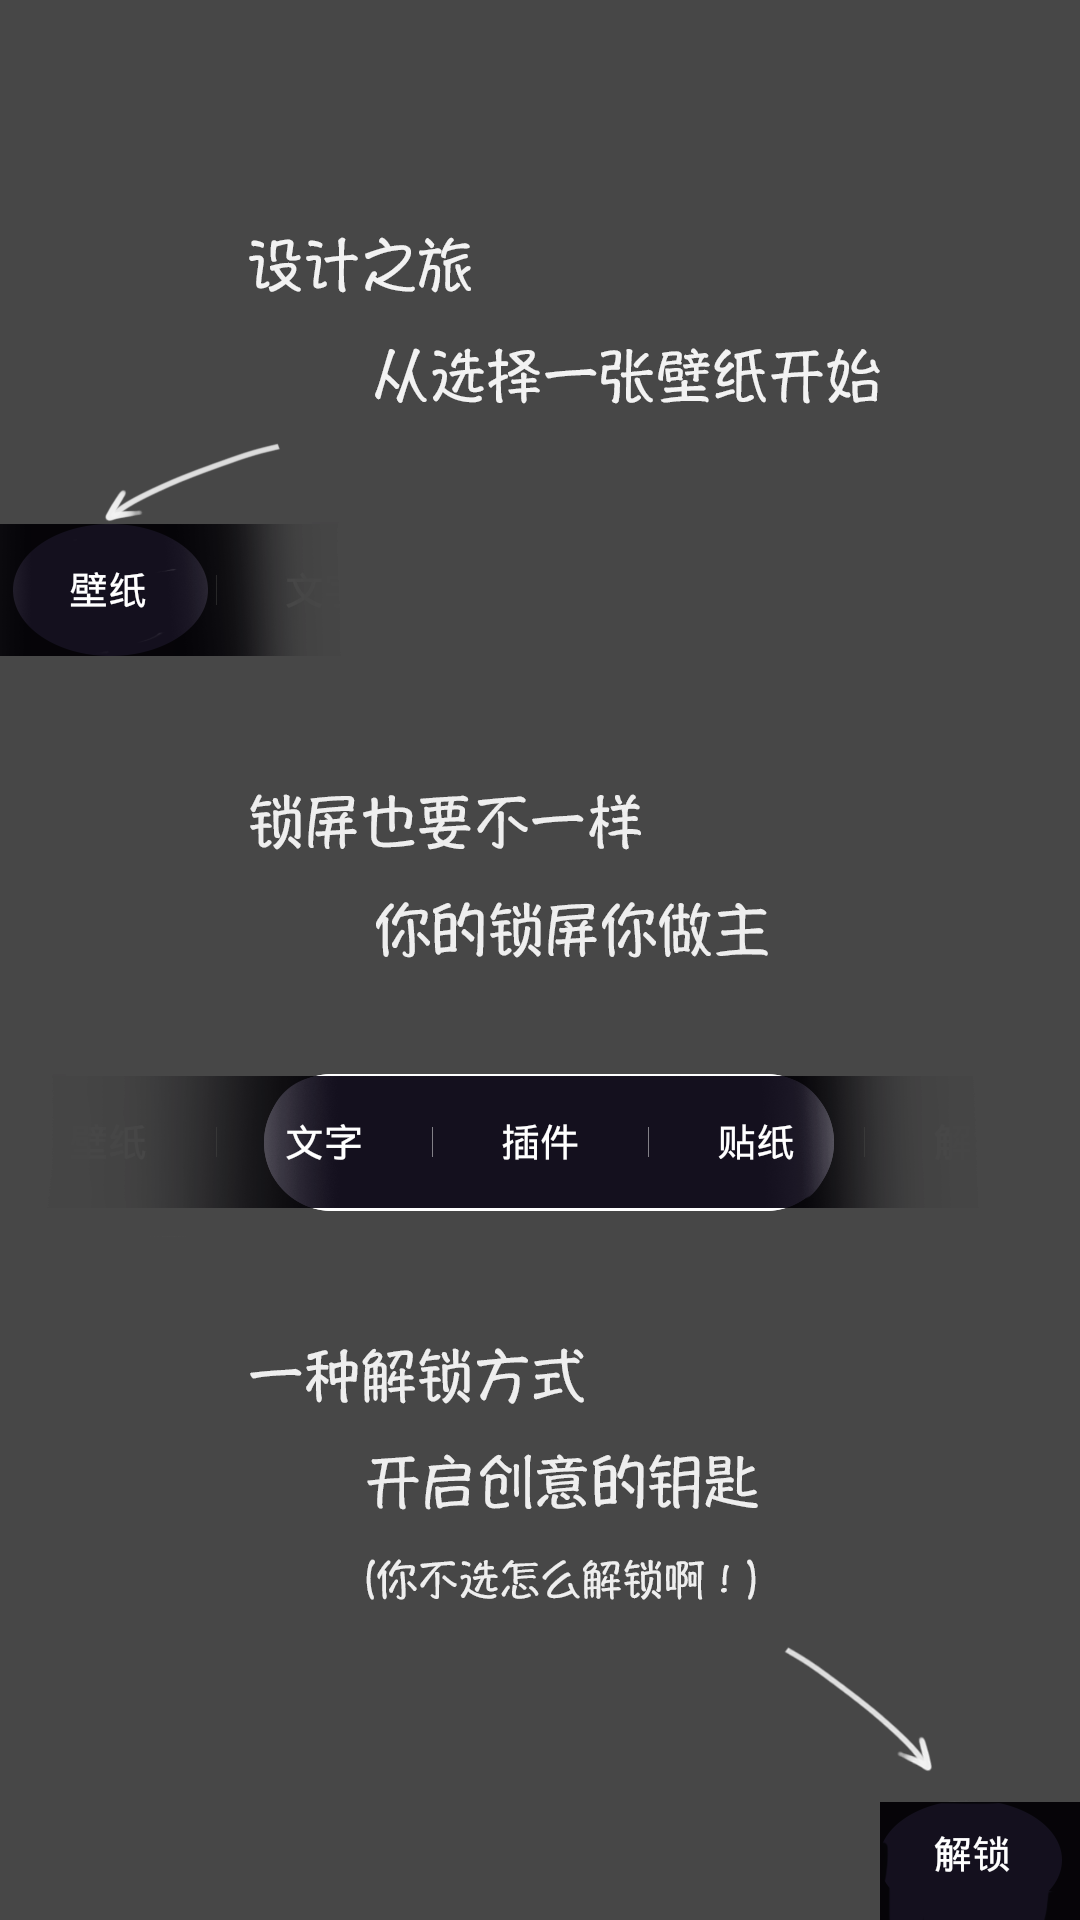 设计之旅
从选择一张壁纸开始
壁纸
文
锁屏也要不一样
你的锁屏你做主
壁纸 文字 插件 贴纸
一种解锁方式
开启创意的钥匙
(你不选怎么解锁啊！)
解锁